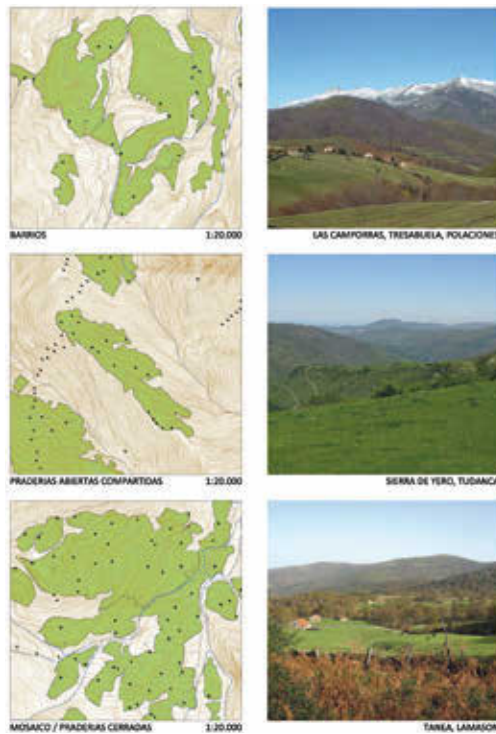 BARRIOS 1:20.000
LAS CAMPORRAS, TRESABUELA, POLACIONES
PRADERIAS ABIERTAS COMPARTIDAS 1:20.000
SIERRA DE YERO, TUDANCA
MOSAICO / PRADERIAS CERRADAS 1:20.000
TANEA, LAMASON